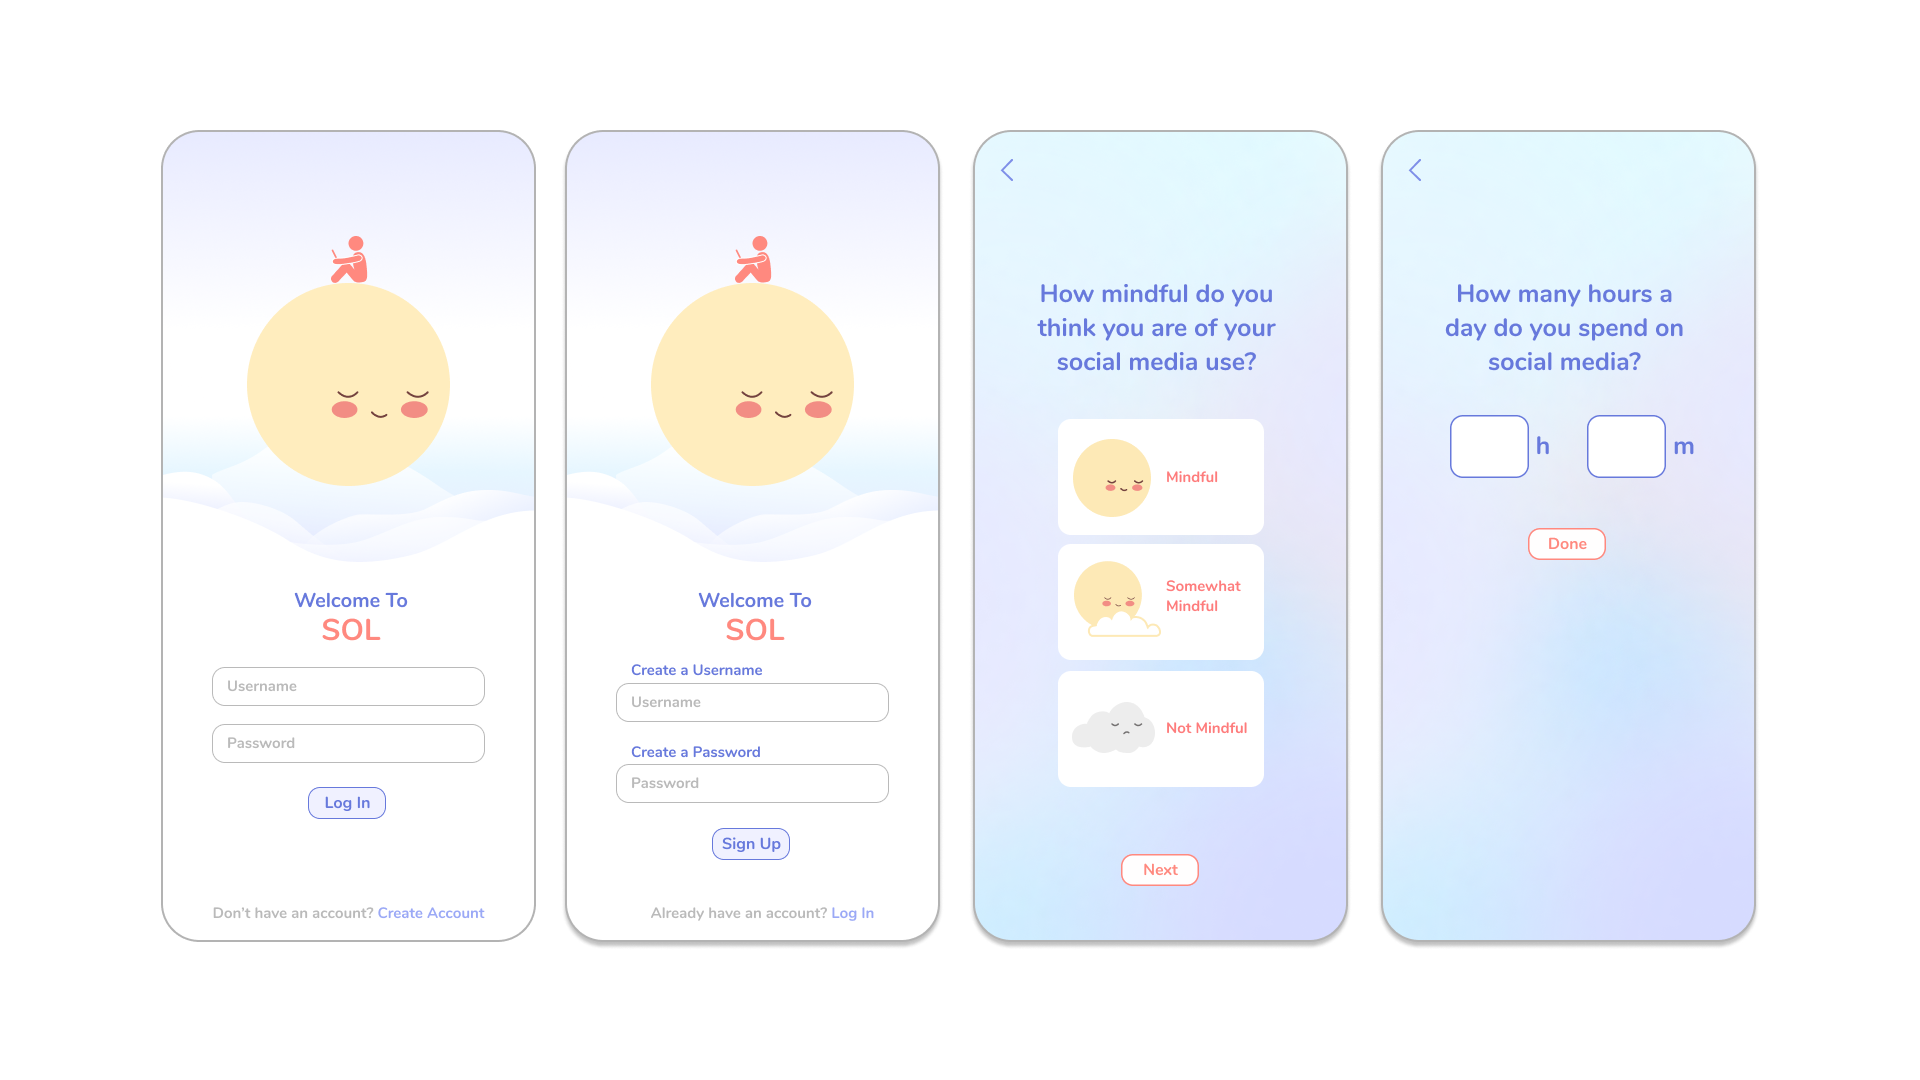 Welcome To
SOL
Username
Password
Log In
Don't have an account? Create Account
Welcome To
SOL
Create a Username
Username
Create a Password
Password
Sign Up
Already have an account? Log In
How mindful do you
think you are of your
social media use?
Mindful
Somewhat
Mindful
Not Mindful
Next
How many hours a
day do you spend on
social media?
h m
Done